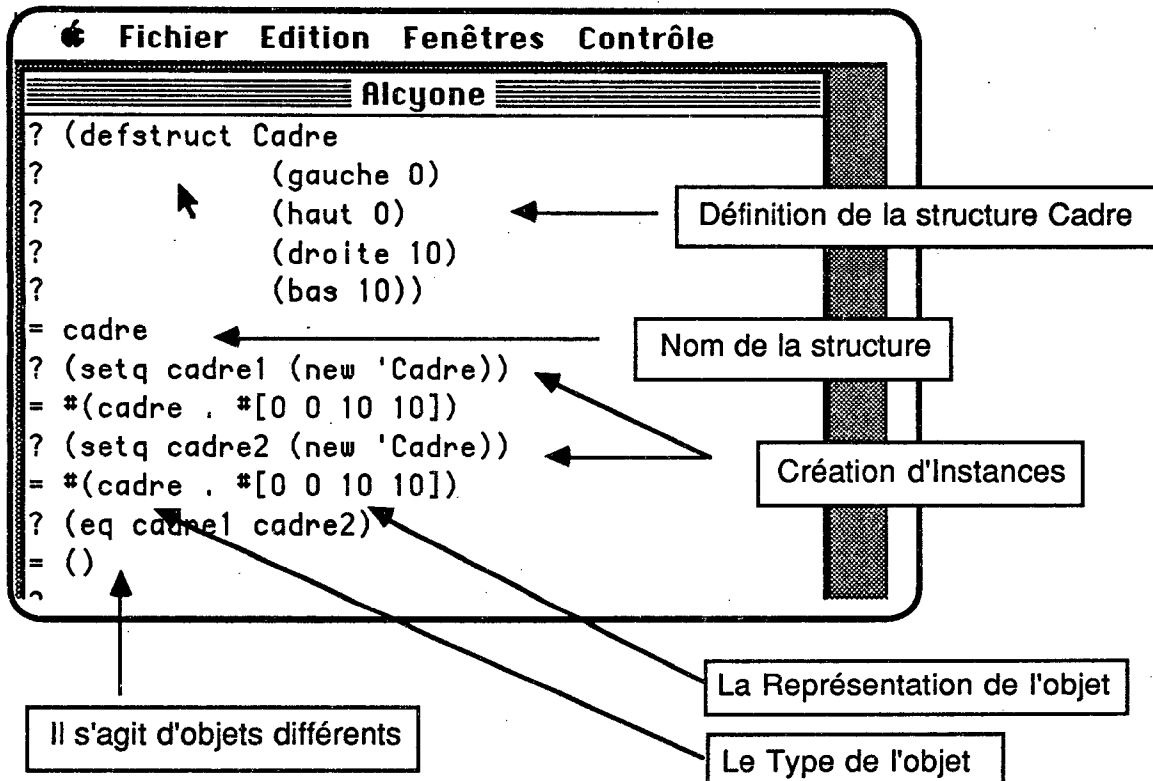 Fichier Edition Fenêtres Contrôle
Alcyone
? (defstruct Cadre
? (gauche 0)
? (haut 0)
? (droite 10)
? (bas 10))
= cadre
? (setq cadre1 (new 'Cadre))
= #(cadre . #[0 0 10 10])
? (setq cadre2 (new 'Cadre))
= #(cadre . #[0 0 10 10])
? (eq cadre1 cadre2)
= ()
?
Définition de la structure Cadre
Nom de la structure
Création d'Instances
La Représentation de l'objet
Il s'agit d'objets différents
Le Type de l'objet